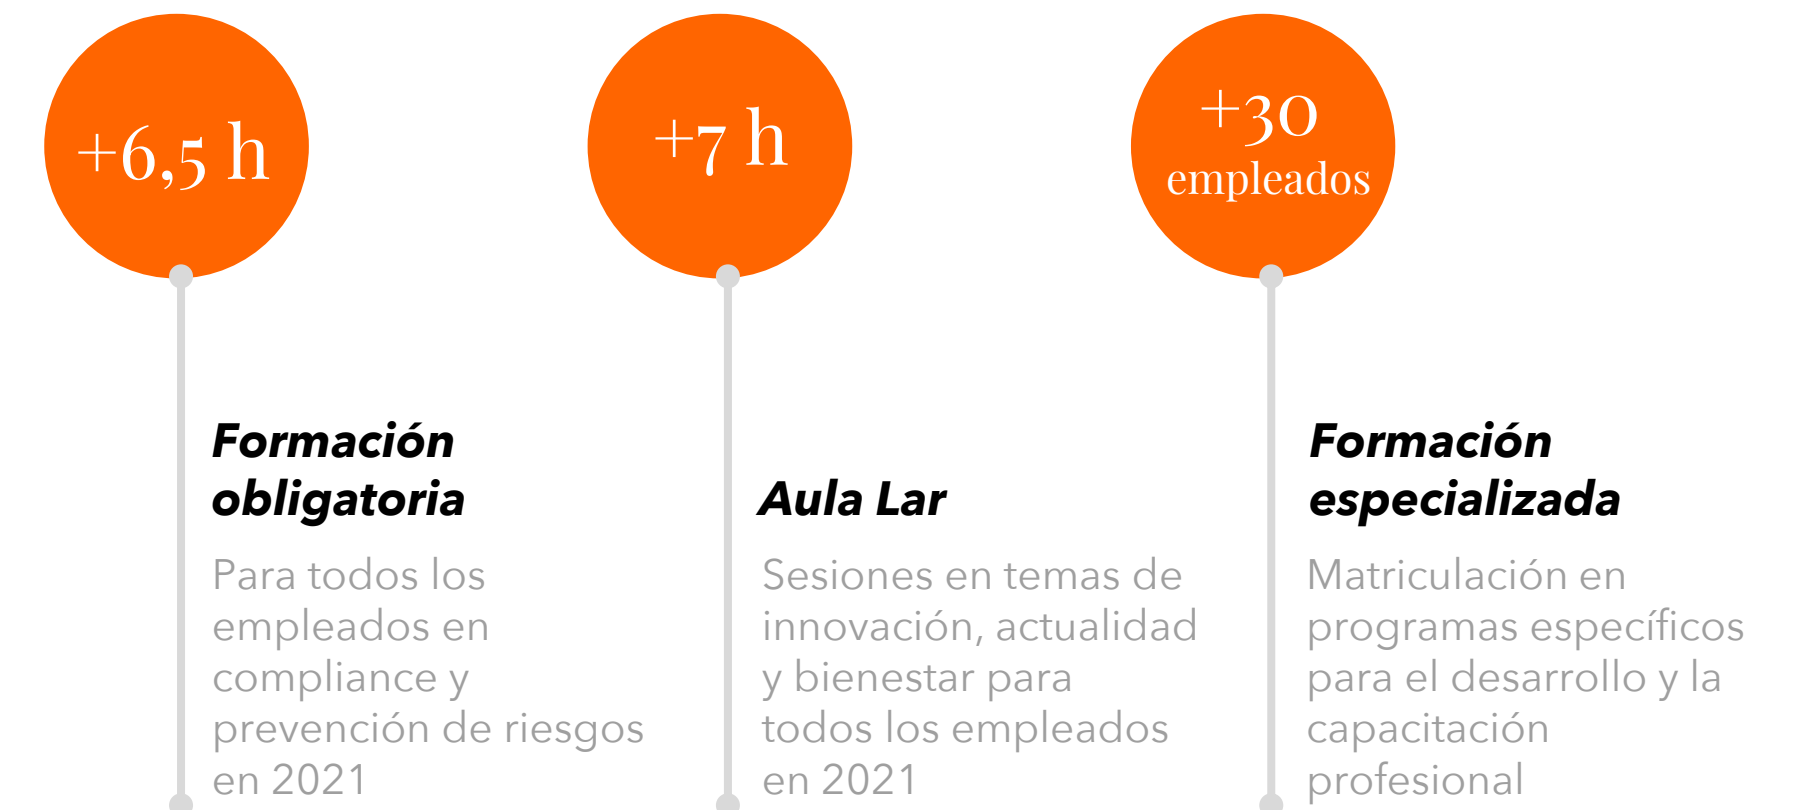 +6,5 h
Formación
obligatoria
Para todos los
empleados en
compliance y
prevención de riesgos
en 2021
+7 h
Aula Lar
Sesiones en temas de
innovación, actualidad
y bienestar para
todos los empleados
en 2021
+30
empleados
Formación
especializada
Matriculación en
programas específicos
para el desarrollo y la
capacitación
profesional